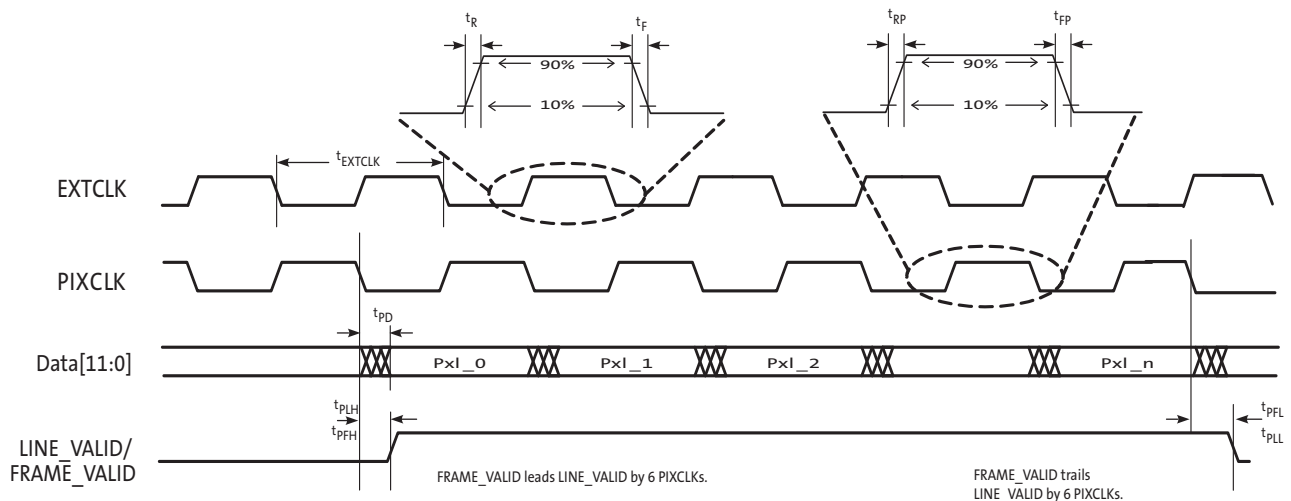 tR
tF
tRP
tFP
90%
90%
10%
10%
tEXTCLK
EXTCLK
PIXCLK
tPD
Data[11:0]
Pxl_0
Pxl_1
Pxl_2
Pxl_n
tPLH
tPFH
tPFL
tPLL
LINE_VALID/
FRAME_VALID
FRAME_VALID leads LINE_VALID by 6 PIXCLKs.
FRAME_VALID trails
LINE_VALID by 6 PIXCLKs.